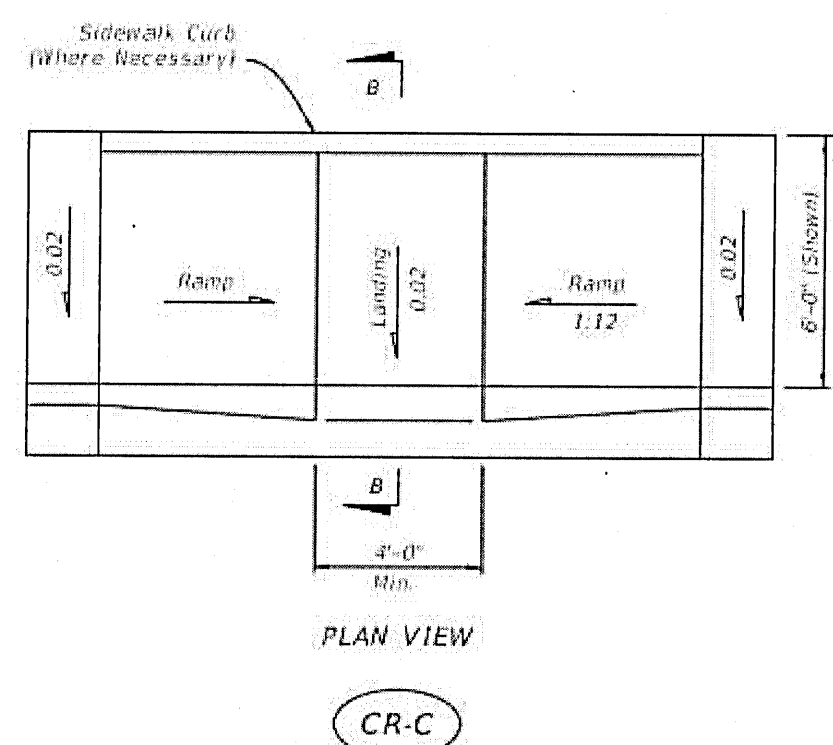 Sidewalk Curb
(Where Necessary)
B
0.02
Ramp
Landing
0.02
Ramp
1:12
0.02
6'-0" (Shown)
B
4'-0"
Min.
PLAN VIEW
CR-C